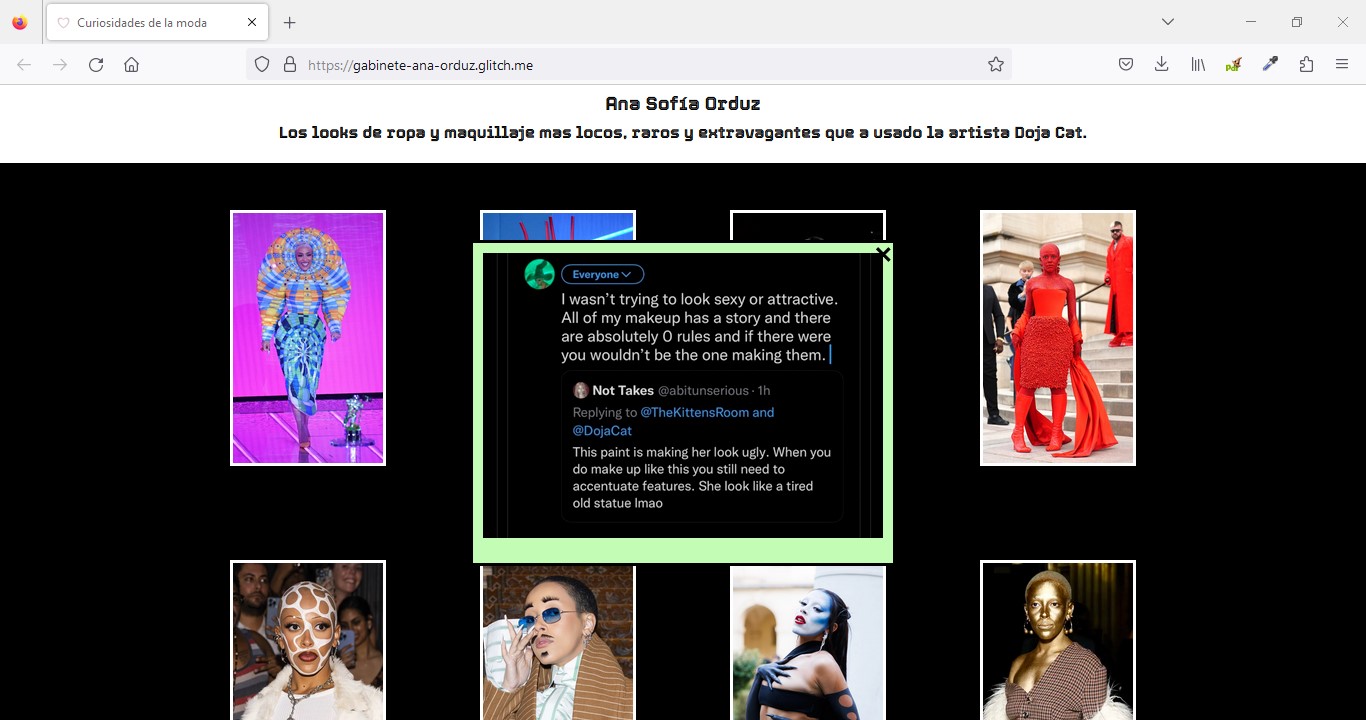 Curiosidades de la moda
https://gabinete-ana-orduz.glitch.me
Ana Sofía Orduz
Los looks de ropa y maquillaje mas locos, raros y extravagantes que a usado la artista Doja Cat.
Everyone
I wasn't trying to look sexy or attractive.
All of my makeup has a story and there
are absolutely 0 rules and if there were
you wouldn't be the one making them.
Not Takes @abitunserious · 1h
Replying to @TheKittensRoom and
@DojaCat
This paint is making her look ugly. When you
do make up like this you still need to
accentuate features. She look like a tired
old statue lmao